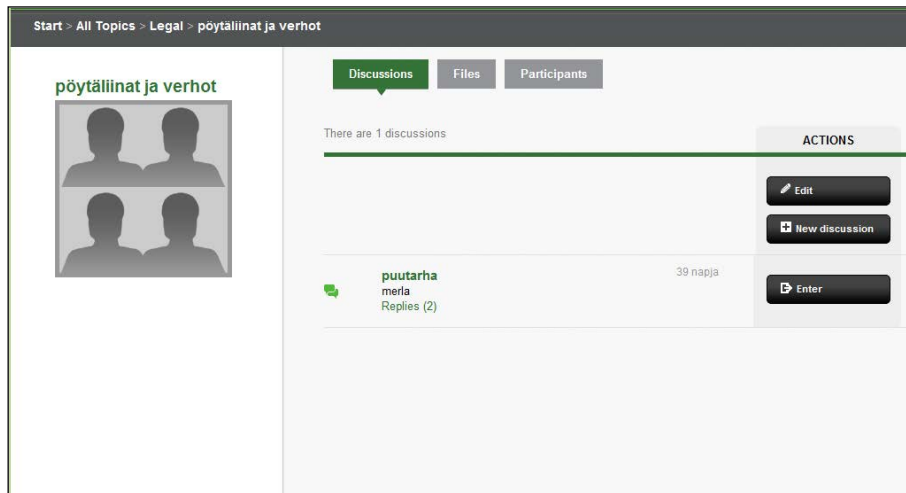 Start > All Topics > Legal > pöytäliinat ja verhot
pöytäliinat ja verhot
Discussions
Files
Participants
There are 1 discussions
ACTIONS
Edit
New discussion
puutarha
39 napja
merla
Replies (2)
Enter